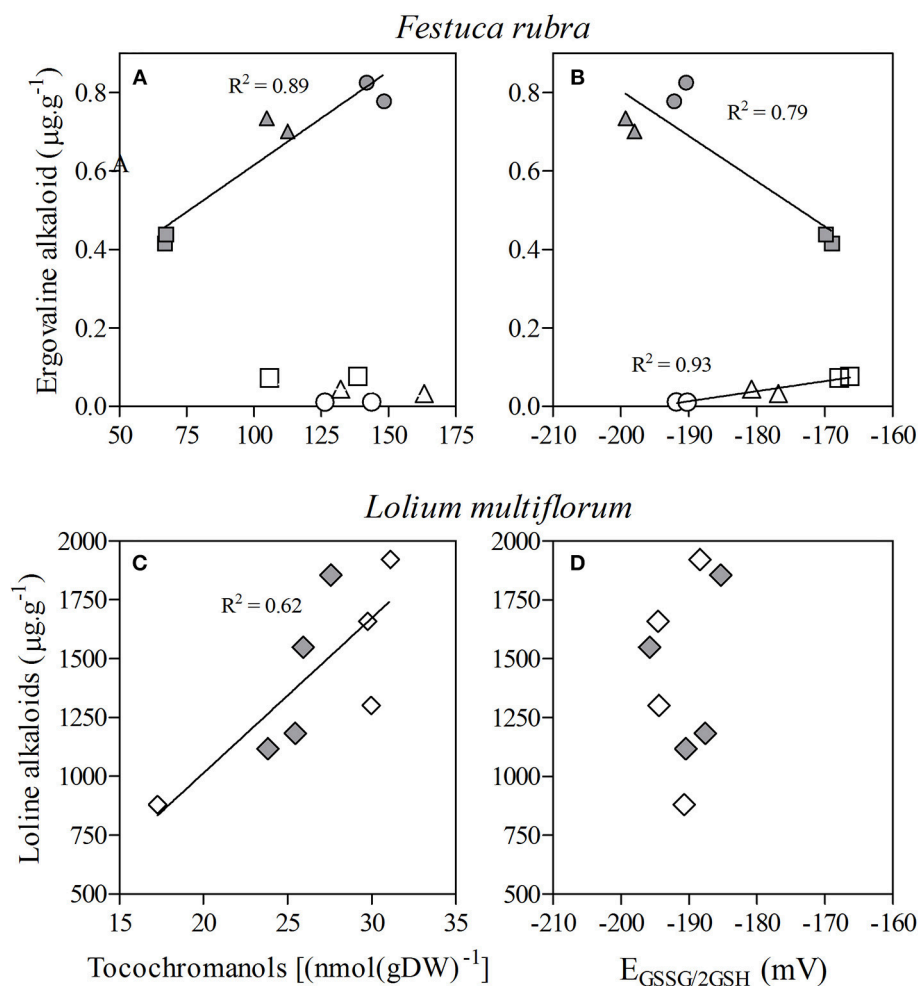 Festuca rubra
A
B
R² = 0.89
R² = 0.79
R² = 0.93
A
Ergovaline alkaloid (µg.g⁻¹)
0.8
0.6
0.4
0.2
0.0
50 75 100 125 150 175
-210 -200 -190 -180 -170 -160
Lolium multiflorum
C
D
R² = 0.62
Loline alkaloids (µg.g⁻¹)
2000
1750
1500
1250
1000
750
500
15 20 25 30 35
-210 -200 -190 -180 -170 -160
Tocochromanols [(nmol(gDW)⁻¹]
E_GSSG/2GSH (mV)